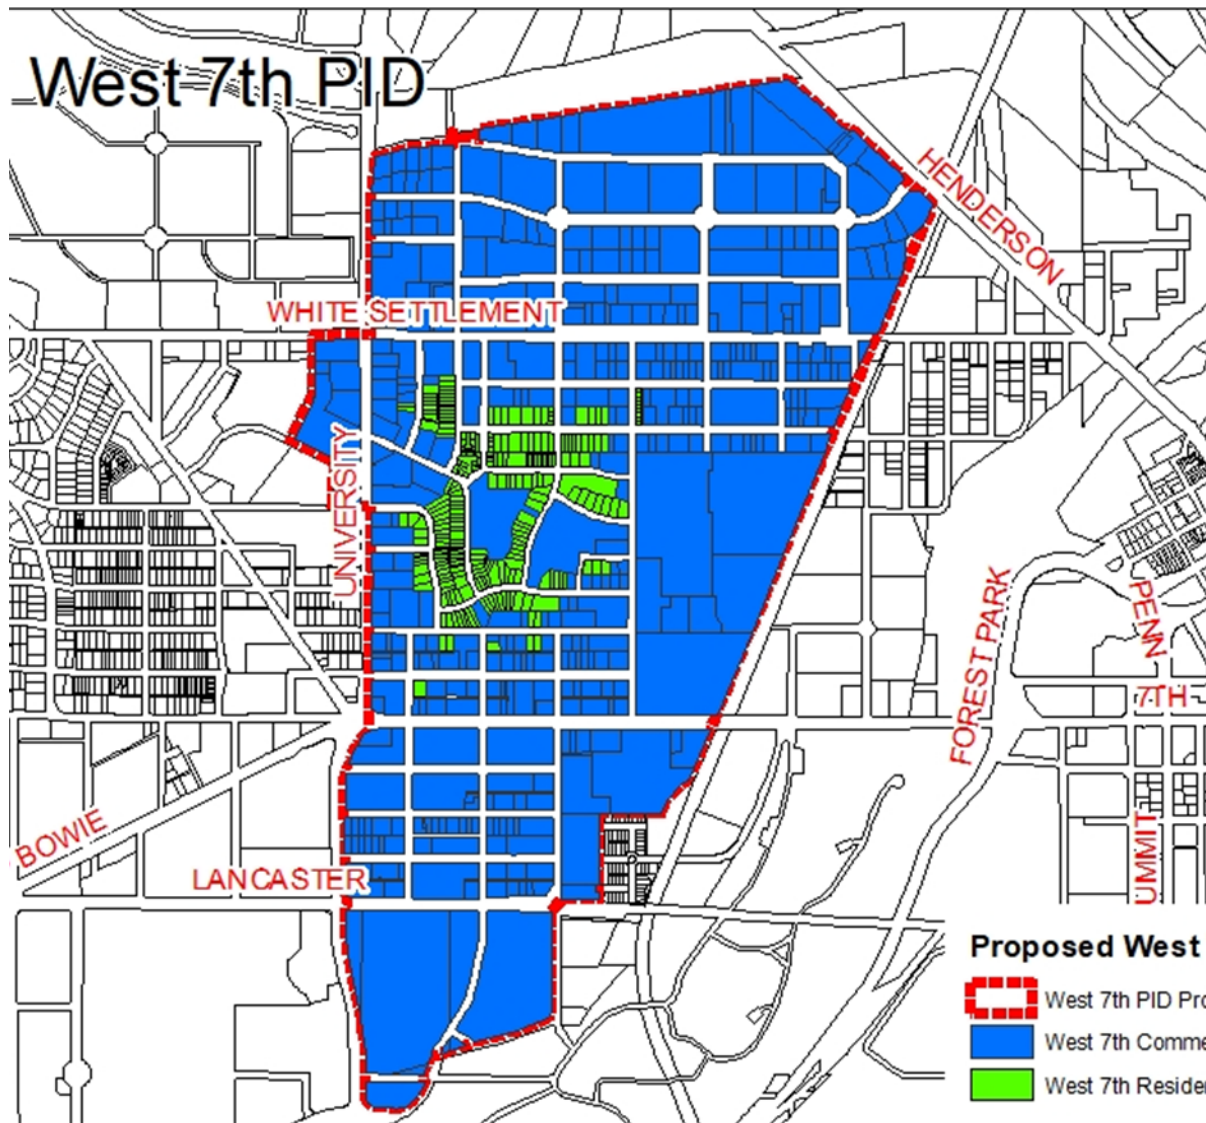 West 7th PID
HENDERSON
WHITE SETTLEMENT
UNIVERSITY
FOREST PARK
PENN
7TH
BOWIE
LANCASTER
UMMIT
Proposed West
West 7th PID Pro
West 7th Comme
West 7th Residen